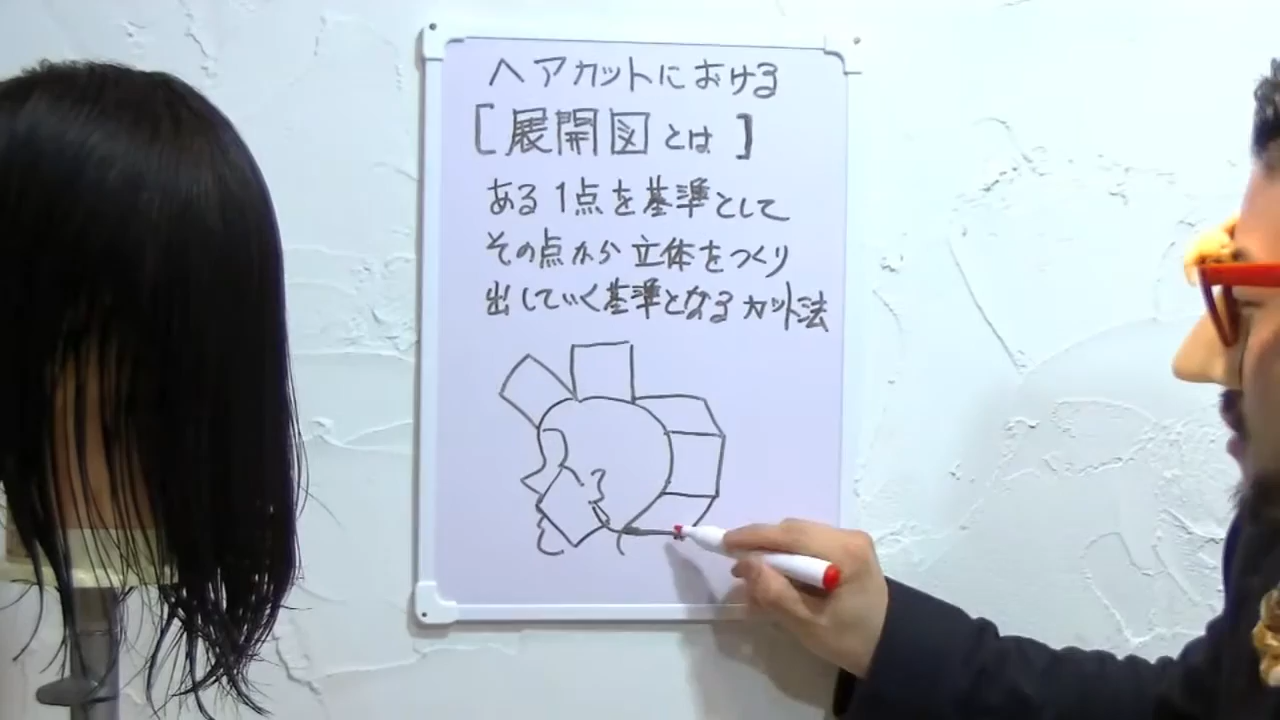 ヘアカットにおける
[展開図とは]
ある1点を基準として
その点から立体をつくり
出していく基準となるカット法